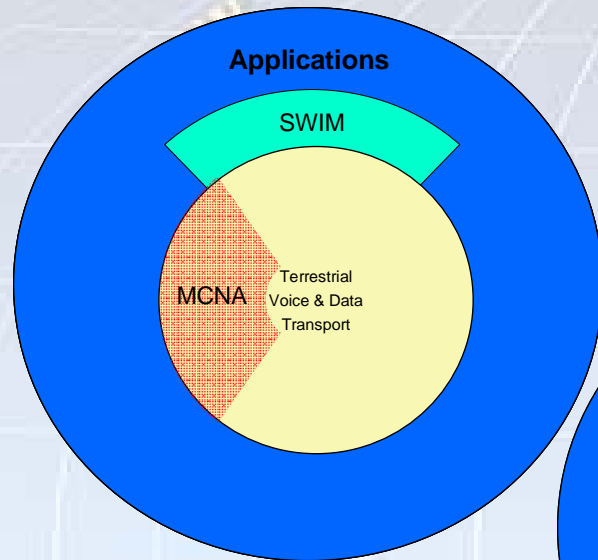 Applications
SWIM
MCNA
Terrestrial
Voice & Data
Transport